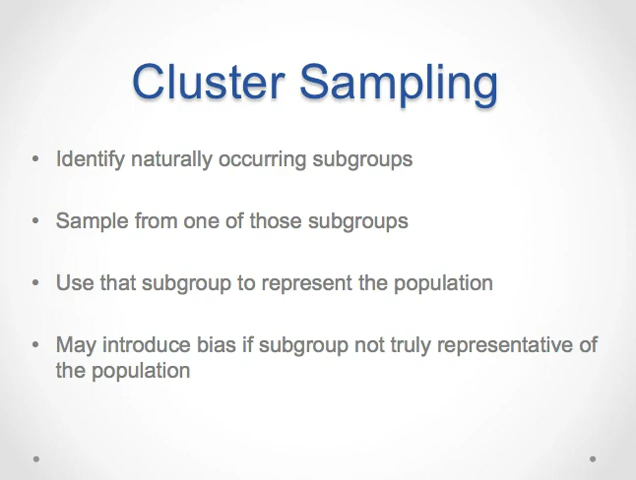 Cluster Sampling
• Identify naturally occurring subgroups
• Sample from one of those subgroups
• Use that subgroup to represent the population
• May introduce bias if subgroup not truly representative of
the population